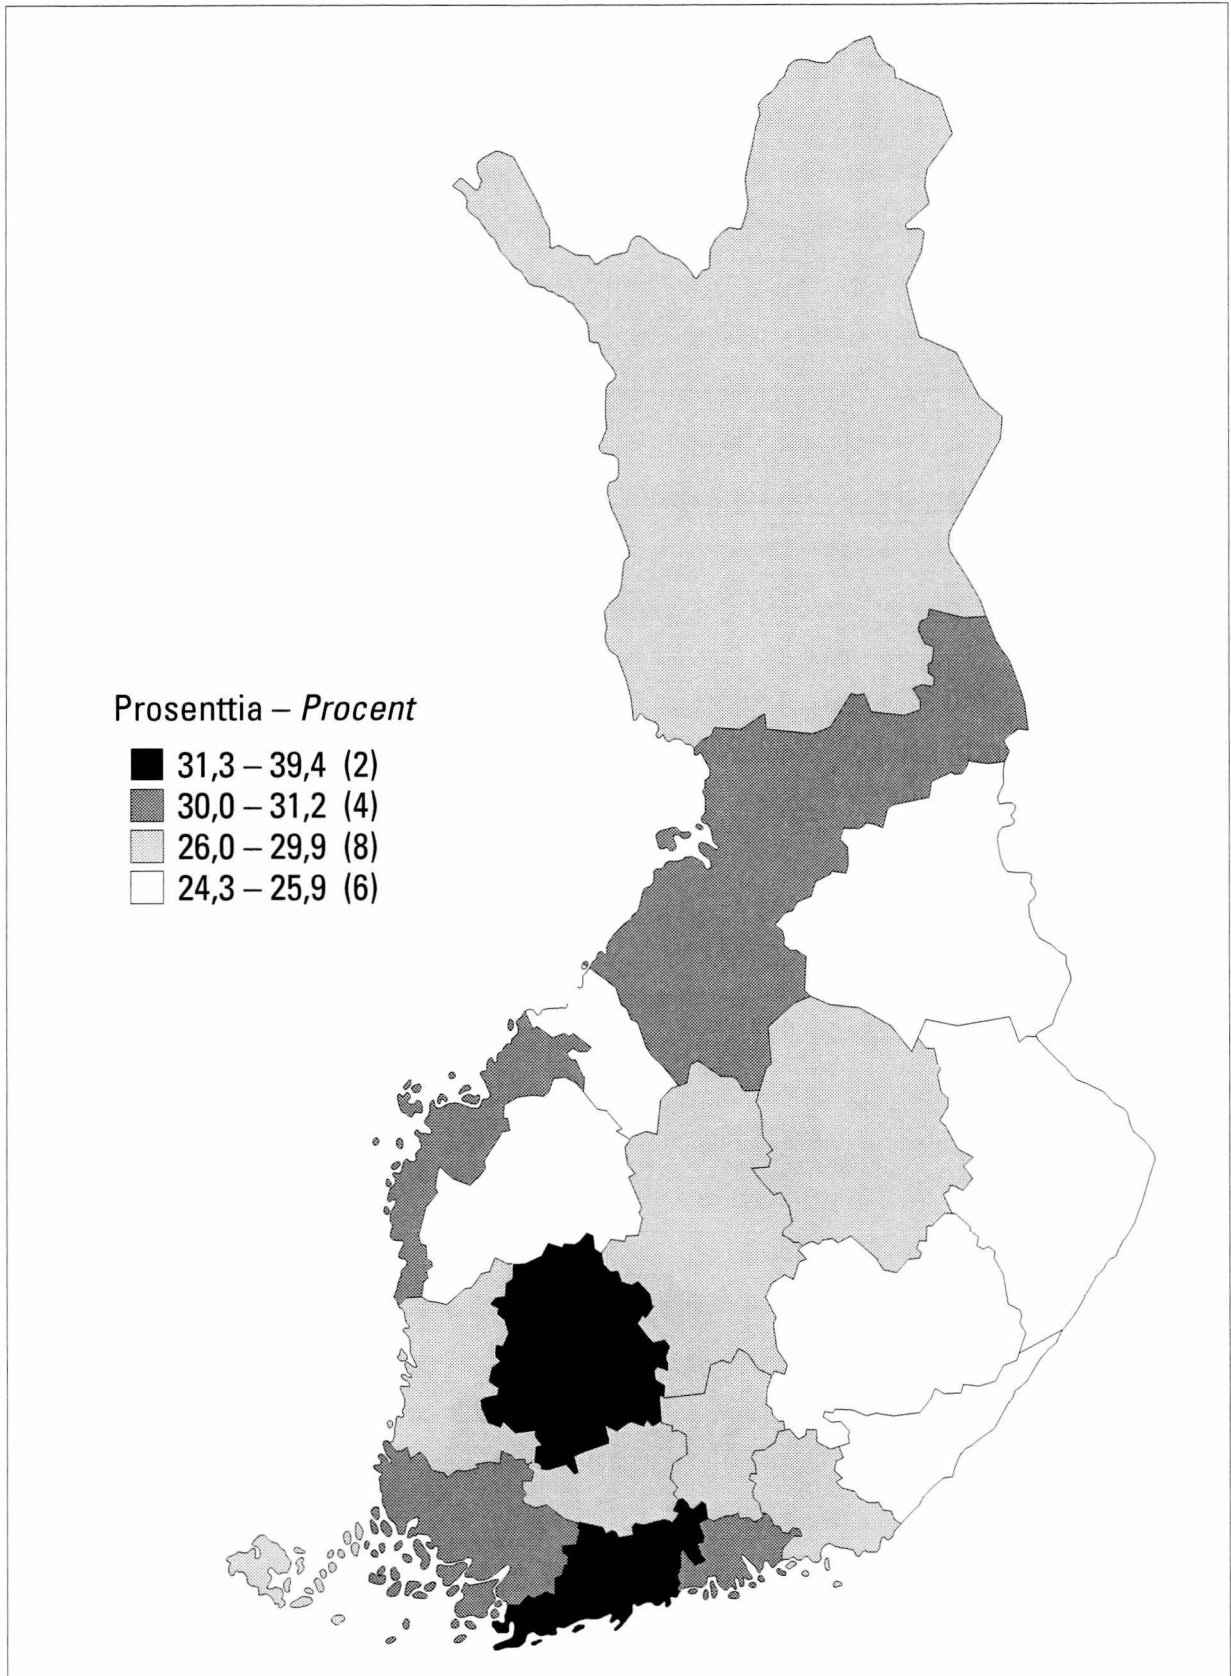 Prosenttia – Procent
31,3 – 39,4 (2)
30,0 – 31,2 (4)
26,0 – 29,9 (8)
24,3 – 25,9 (6)